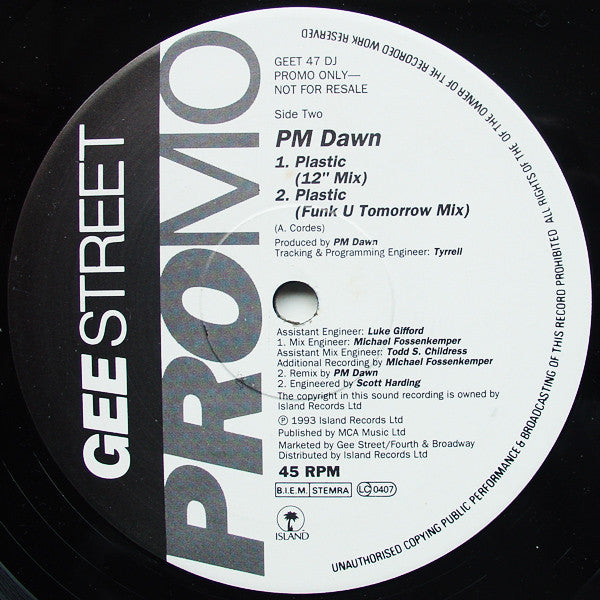 GEE STREET
PROMO
GEET 47 DJ
PROMO ONLY—
NOT FOR RESALE
Side Two
PM Dawn
1. Plastic
(12" Mix)
2. Plastic
(Funk U Tomorrow Mix)
(A. Cordes)
Produced by PM Dawn
Tracking & Programming Engineer: Tyrrell
Assistant Engineer: Luke Gifford
1. Mix Engineer: Michael Fossenkemper
Assistant Mix Engineer: Todd S. Childress
Additional Recording by Michael Fossenkemper
2. Remix by PM Dawn
2. Engineered by Scott Harding
The copyright in this sound recording is owned by
Island Records Ltd
℗ 1993 Island Records Ltd
Published by MCA Music Ltd
Marketed by Gee Street/Fourth & Broadway
Distributed by Island Records Ltd
45 RPM
B.I.E.M. STEMRA LC 0407
ISLAND
UNAUTHORISED COPYING PUBLIC PERFORMANCE & BROADCASTING OF THIS RECORD PROHIBITED ALL RIGHTS OF THE OF THE OWNER OF THE RECORDED WORK RESERVED